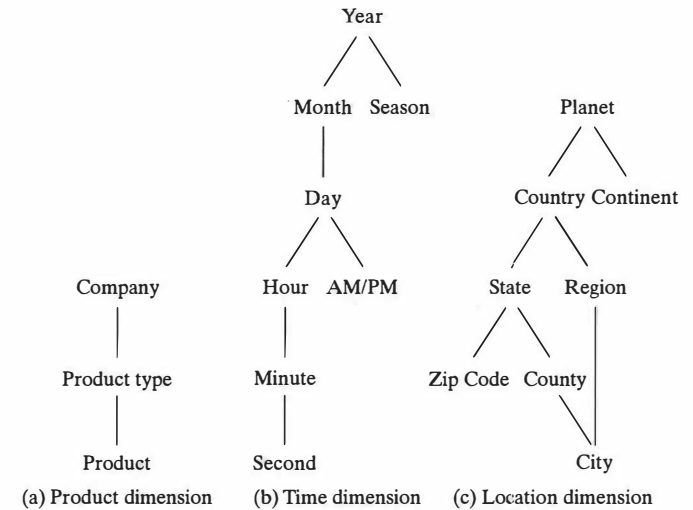 Year
Month Season
Planet
Day
Country Continent
Company
Hour AM/PM
State Region
Product type
Minute
Zip Code County
Product
Second
City
(a) Product dimension (b) Time dimension (c) Location dimension